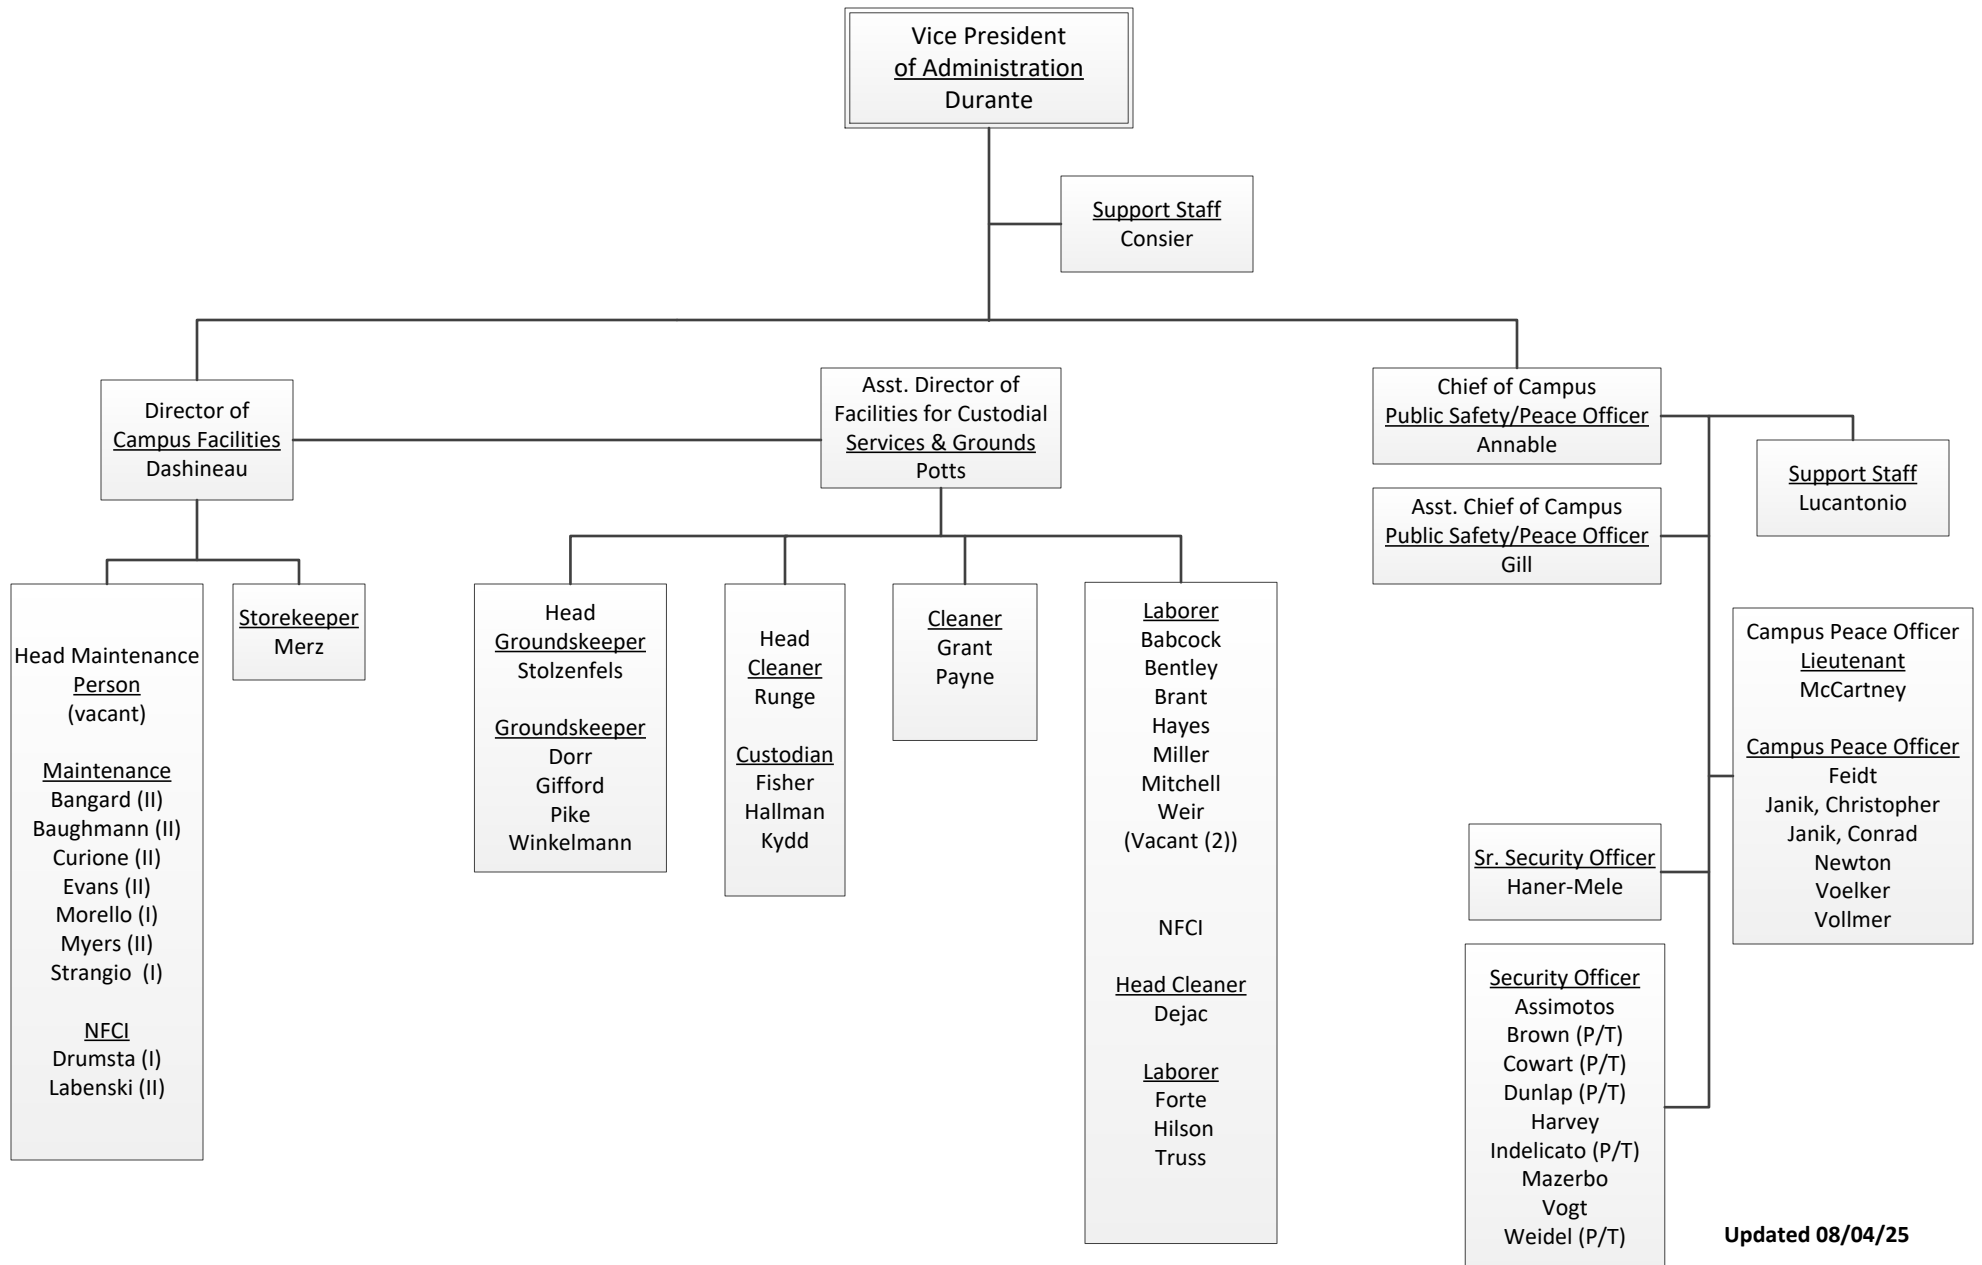 Vice President
of Administration
Durante
Support Staff
Consier
Director of
Campus Facilities
Dashineau
Asst. Director of
Facilities for Custodial
Services & Grounds
Potts
Chief of Campus
Public Safety/Peace Officer
Annable
Support Staff
Lucantonio
Asst. Chief of Campus
Public Safety/Peace Officer
Gill
Head Maintenance
Person
(vacant)
Maintenance
Bangard (II)
Baughmann (II)
Curione (II)
Evans (II)
Morello (I)
Myers (II)
Strangio  (I)
NFCI
Drumsta (I)
Labenski (II)
Storekeeper
Merz
Head
Groundskeeper
Stolzenfels
Groundskeeper
Dorr
Gifford
Pike
Winkelmann
Head
Cleaner
Runge
Custodian
Fisher
Hallman
Kydd
Cleaner
Grant
Payne
Laborer
Babcock
Bentley
Brant
Hayes
Miller
Mitchell
Weir
(Vacant (2))
NFCI
Head Cleaner
Dejac
Laborer
Forte
Hilson
Truss
Campus Peace Officer
Lieutenant
McCartney
Campus Peace Officer
Feidt
Janik, Christopher
Janik, Conrad
Newton
Voelker
Vollmer
Sr. Security Officer
Haner-Mele
Security Officer
Assimotos
Brown (P/T)
Cowart (P/T)
Dunlap (P/T)
Harvey
Indelicato (P/T)
Mazerbo
Vogt
Weidel (P/T)
Updated 08/04/25